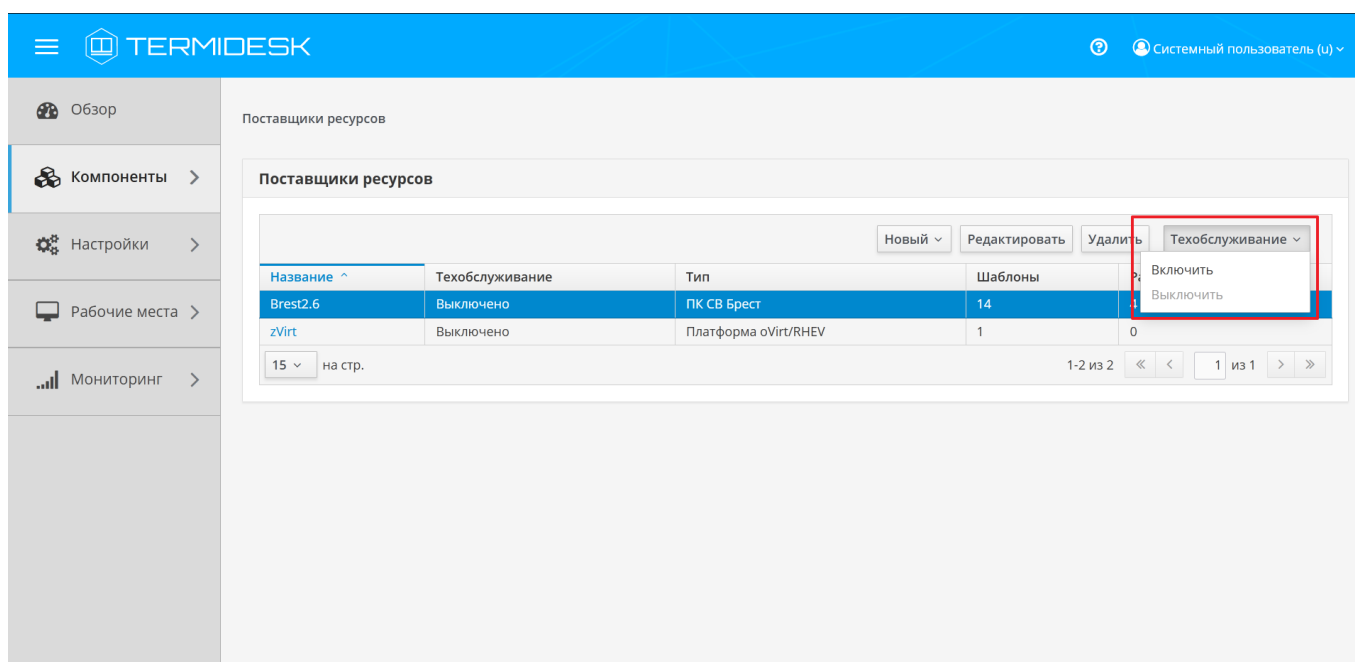 TERMIDESK
Системный пользователь (u)
Обзор
Компоненты
Настройки
Рабочие места
Мониторинг
Поставщики ресурсов
Поставщики ресурсов
Новый
Редактировать
Удалить
Техобслуживание
Включить
Выключить
Название Техобслуживание Тип Шаблоны
Brest2.6 Выключено ПК СВ Брест 14 4
zVirt Выключено Платформа oVirt/RHEV 1 0
15 на стр. 1-2 из 2 1 из 1